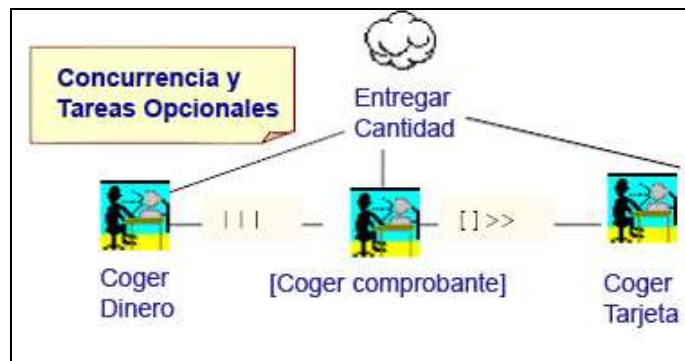 Concurrencia y
Tareas Opcionales
Entregar
Cantidad
|||
[]>>
Coger
Dinero
[Coger comprobante]
Coger
Tarjeta